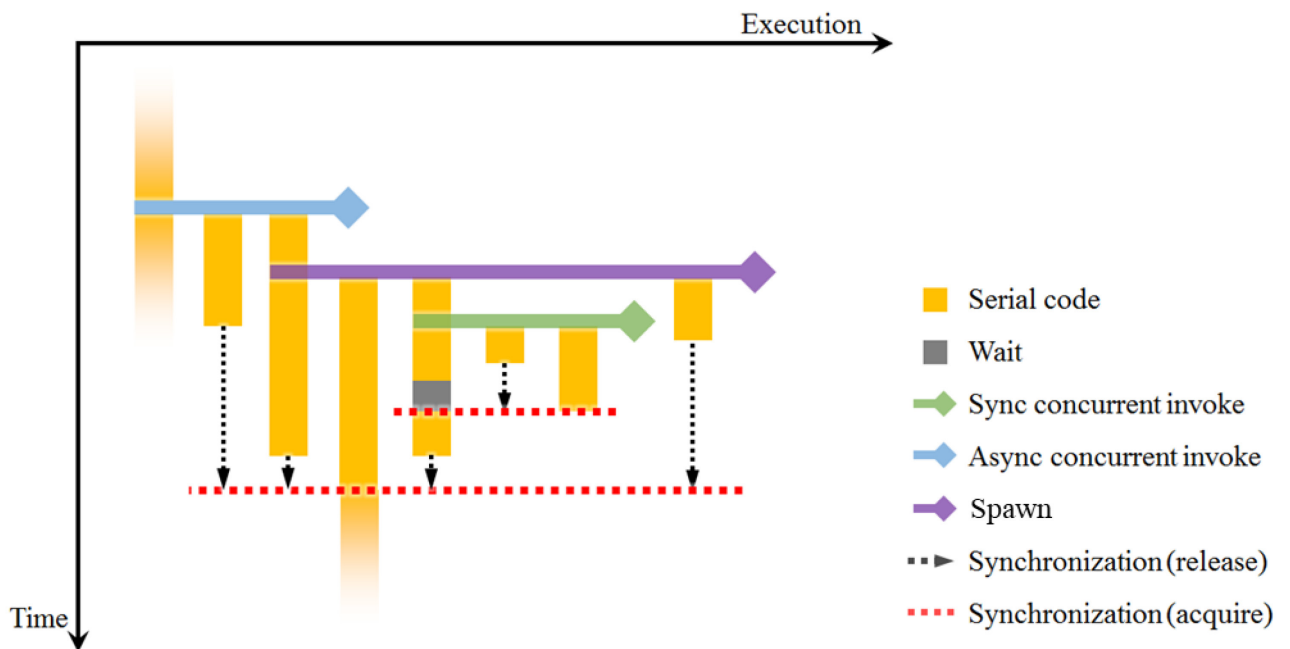 Execution
Serial code
Wait
Sync concurrent invoke
Async concurrent invoke
Spawn
Synchronization (release)
Synchronization (acquire)
Time